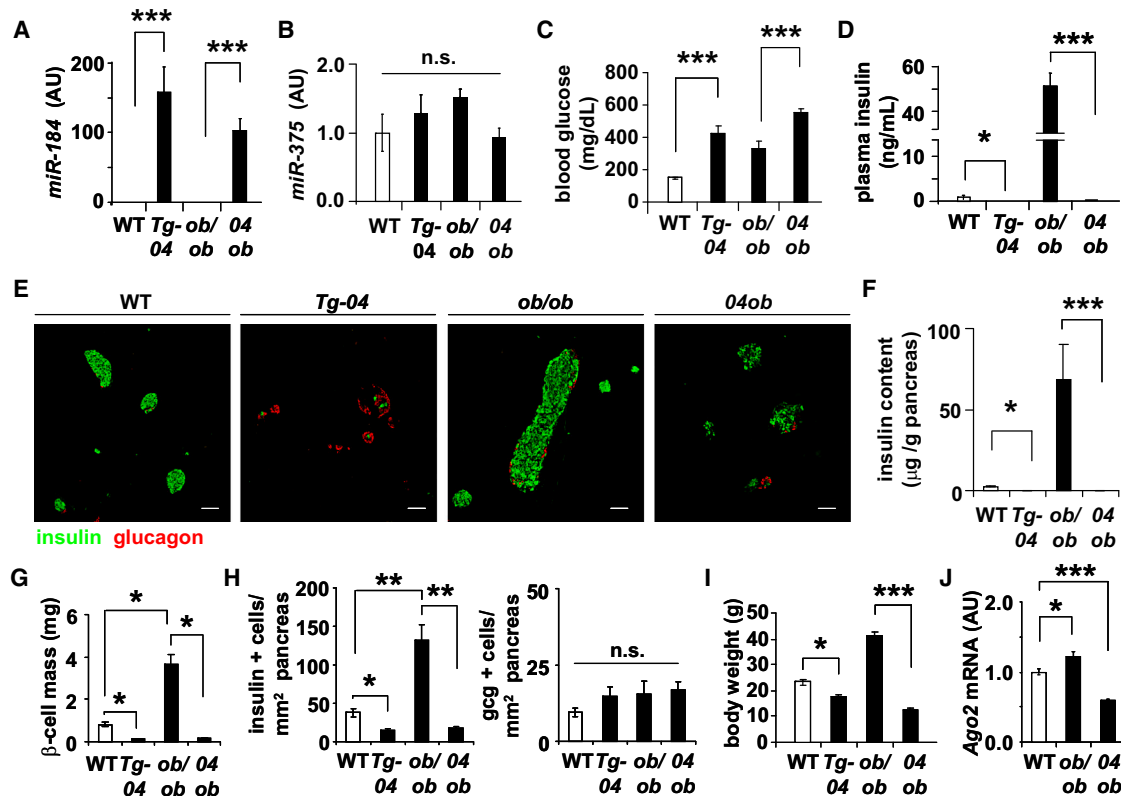 A
***
***
miR-184 (AU)
200
100
0
WT Tg- ob/ 04
04 ob ob
B
n.s.
miR-375 (AU)
2.0
1.0
0.0
WT Tg- ob/ 04
04 ob ob
C
***
***
blood glucose
(mg/dL)
800
600
400
200
0
WT Tg- ob/ 04
04 ob ob
D
***
*
plasma insulin
(ng/mL)
60
50
10
0
WT Tg- ob/ 04
04 ob ob
E
WT Tg-04 ob/ob 04ob
insulin glucagon
F
***
*
insulin content
(µg /g pancreas)
100
50
0
WT Tg- ob/ 04
04 ob ob
G
*
*
*
β-cell mass (mg)
6
4
2
0
WT Tg- ob/ 04
04 ob ob
H
**
**
*
insulin + cells/
mm² pancreas
200
150
100
50
0
WT Tg- ob/ 04
04 ob ob
n.s.
gcg + cells/
mm² pancreas
50
25
0
WT Tg- ob/ 04
04 ob ob
I
***
*
body weight (g)
50
40
30
20
10
0
WT Tg- ob/ 04
04 ob ob
J
***
*
Ago2 mRNA (AU)
2.0
1.0
0.0
WT ob/ 04
ob ob